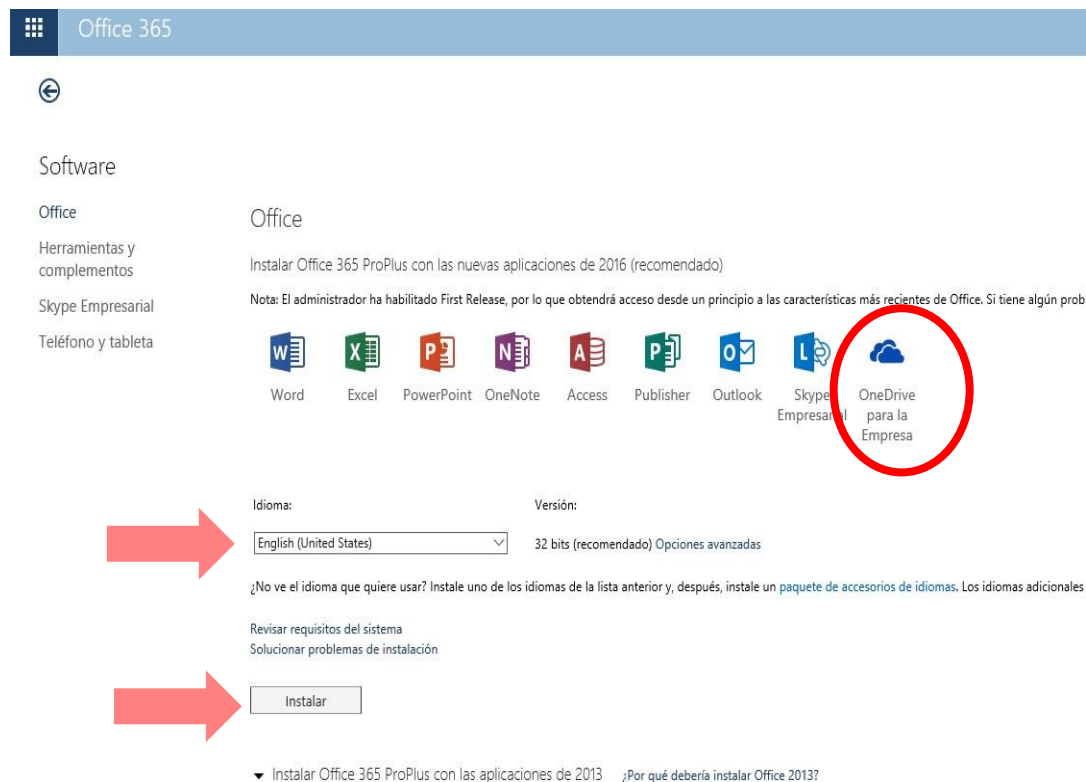 Office 365
Software
Office
Herramientas y
complementos
Skype Empresarial
Teléfono y tableta
Office
Instalar Office 365 ProPlus con las nuevas aplicaciones de 2016 (recomendado)
Nota: El administrador ha habilitado First Release, por lo que obtendrá acceso desde un principio a las características más recientes de Office. Si tiene algún prob
Word Excel PowerPoint OneNote Access Publisher Outlook Skype Empresarial OneDrive para la Empresa
Idioma: Versión:
English (United States) 32 bits (recomendado) Opciones avanzadas
¿No ve el idioma que quiere usar? Instale uno de los idiomas de la lista anterior y, después, instale un paquete de accesorios de idiomas. Los idiomas adicionales
Revisar requisitos del sistema
Solucionar problemas de instalación
Instalar
Instalar Office 365 ProPlus con las aplicaciones de 2013 ¿Por qué debería instalar Office 2013?